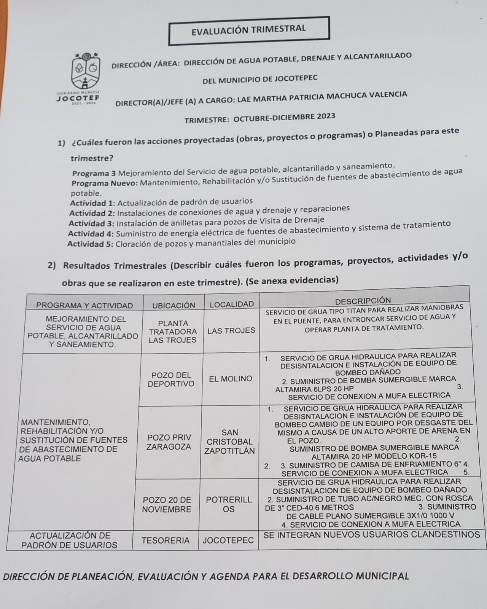 EVALUACIÓN TRIMESTRAL
DIRECCIÓN /ÁREA: DIRECCIÓN DE AGUA POTABLE, DRENAJE Y ALCANTARILLADO
DEL MUNICIPIO DE JOCOTEPEC
JOCOTEP
DIRECTOR(A)/JEFE (A) A CARGO: LAE MARTHA PATRICIA MACHUCA VALENCIA
TRIMESTRE: OCTUBRE-DICIEMBRE 2023
1) ¿Cuáles fueron las acciones proyectadas (obras, proyectos o programas) o Planeadas para este
trimestre?
Programa 3 Mejoramiento del Servicio de agua potable, alcantarillado y saneamiento.
Programa Nuevo: Mantenimiento, Rehabilitación y/o Sustitución de fuentes de abastecimiento de agua
potable.
Actividad 1: Actualización de padrón de usuarios
Actividad 2: Instalaciones de conexiones de agua y drenaje y reparaciones
Actividad 3: Instalación de anilletas para pozos de Visita de Drenaje
Actividad 4: Suministro de energía eléctrica de fuentes de abastecimiento y sistema de tratamiento
Actividad 5: Cloración de pozos y manantiales del municipio
2) Resultados Trimestrales (Describir cuáles fueron los programas, proyectos, actividades y/o
obras que se realizaron en este trimestre). (Se anexa evidencias)
PROGRAMA Y ACTIVIDAD UBICACIÓN LOCALIDAD DESCRIPCIÓN
MEJORAMIENTO DEL
SERVICIO DE AGUA
POTABLE, ALCANTARILLADO
Y SANEAMIENTO.
PLANTA
TRATADORA
LAS TROJES
LAS TROJES
SERVICIO DE GRUA TIPO TITAN PARA REALIZAR MANIOBRAS
EN EL PUENTE, PARA ENTRONCAR SERVICIO DE AGUA Y
OPERAR PLANTA DE TRATAMIENTO.
MANTENIMIENTO,
REHABILITACIÓN Y/O
SUSTITUCIÓN DE FUENTES
DE ABASTECIMIENTO DE
AGUA POTABLE
POZO DEL
DEPORTIVO
EL MOLINO
1. SERVICIO DE GRUA HIDRAULICA PARA REALIZAR
DESISNTALACION E INSTALACION DE EQUIPO DE
BOMBEO DAÑADO
2. SUMINISTRO DE BOMBA SUMERGIBLE MARCA
ALTAMIRA 6LPS 20 HP 3.
SERVICIO DE CONEXION A MUFA ELECTRICA
POZO PRIV
ZARAGOZA
SAN
CRISTOBAL
ZAPOTITLÁN
1. SERVICIO DE GRUA HIDRAULICA PARA REALIZAR
DESISNTALACION E INSTALACIÓN DE EQUIPO DE
BOMBEO CAMBIO DE UN EQUIPO POR DESGASTE DEL
MISMO A CAUSA DE UN ALTO APORTE DE ARENA EN
EL POZO. 2.
SUMINISTRO DE BOMBA SUMERGIBLE MARCA
ALTAMIRA 20 HP MODELO KOR-15
2. 3. SUMINISTRO DE CAMISA DE ENFRIAMIENTO 6" 4.
SERVICIO DE CONEXION A MUFA ELECTRICA 5.
POZO 20 DE
NOVIEMBRE
POTRERILL
OS
SERVICIO DE GRUA HIDRAULICA PARA REALIZAR
DESISNTALACION DE EQUIPO DE BOMBEO DAÑADO
2. SUMINISTRO DE TUBO AC/NEGRO MEC. CON ROSCA
DE 3" CED-40 6 METROS 3. SUMINISTRO
DE CABLE PLANO SUMERGIBLE 3X1/0 1000 V
4. SERVICIO DE CONEXION A MUFA ELECTRICA
ACTUALIZACIÓN DE
PADRÓN DE USUARIOS
TESORERIA
JOCOTEPEC
SE INTEGRAN NUEVOS USUARIOS CLANDESTINOS
DIRECCIÓN DE PLANEACIÓN, EVALUACIÓN Y AGENDA PARA EL DESARROLLO MUNICIPAL